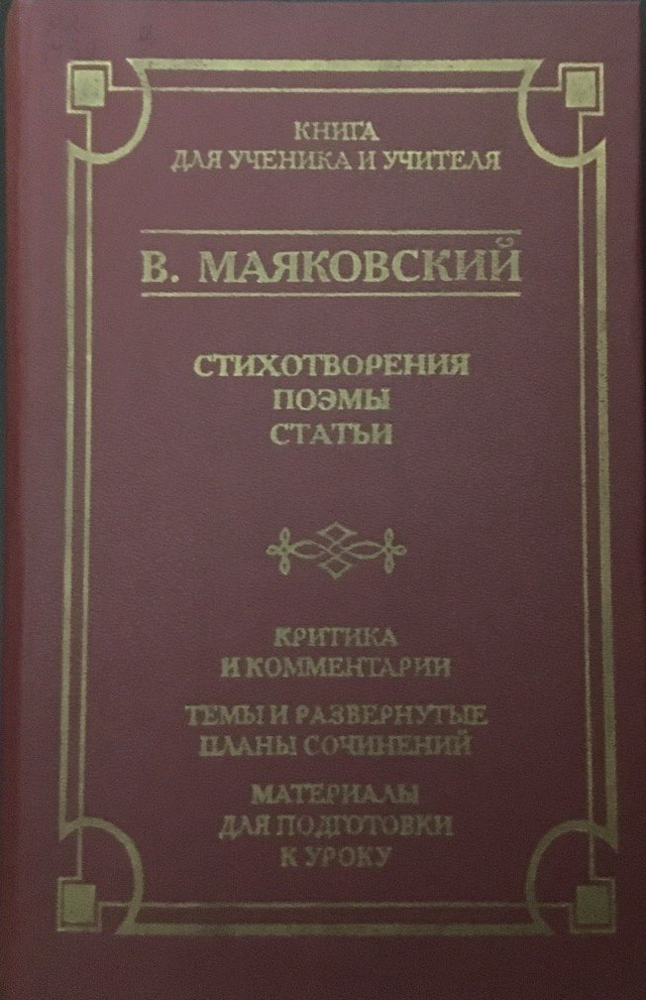 КНИГА
ДЛЯ УЧЕНИКА И УЧИТЕЛЯ
В. МАЯКОВСКИЙ
СТИХОТВОРЕНИЯ
ПОЭМЫ
СТАТЬИ
КРИТИКА
И КОММЕНТАРИИ
ТЕМЫ И РАЗВЕРНУТЫЕ
ПЛАНЫ СОЧИНЕНИЙ
МАТЕРИАЛЫ
ДЛЯ ПОДГОТОВКИ
К УРОКУ